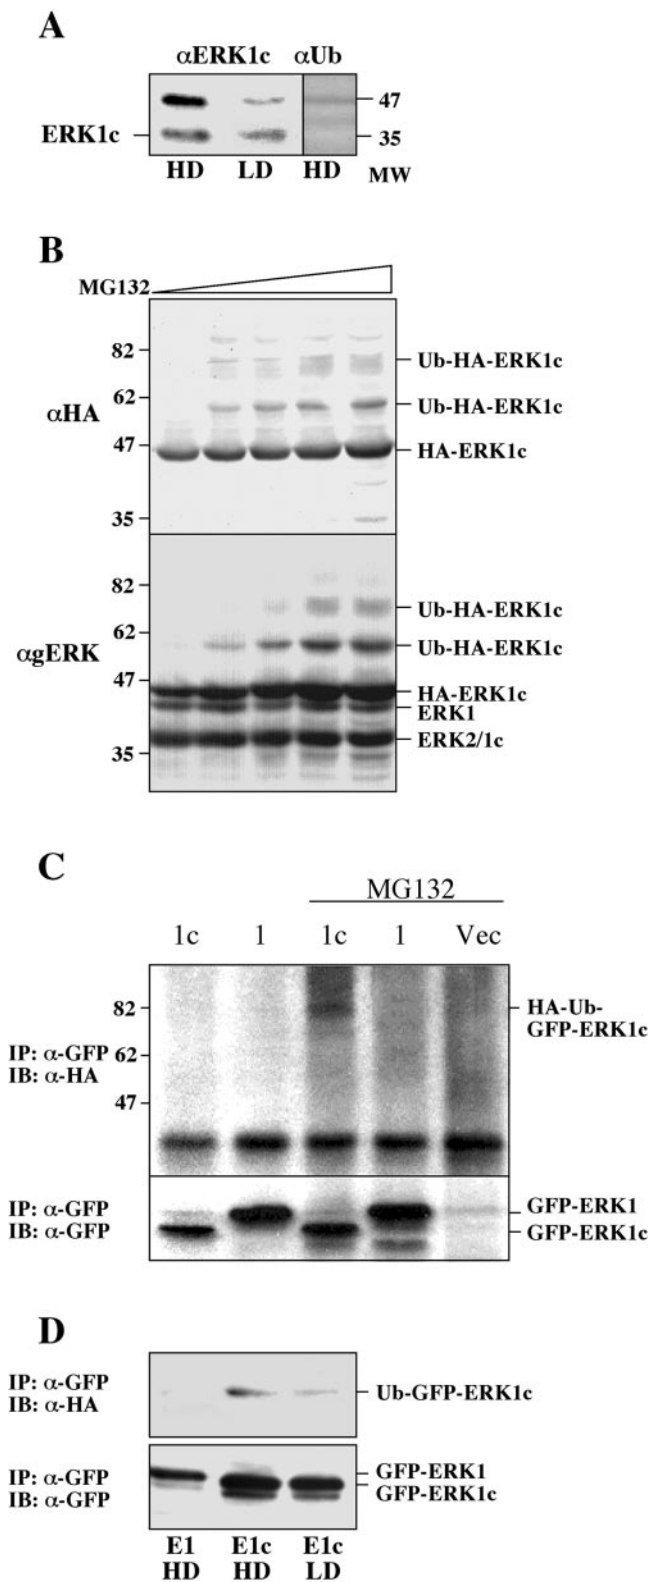 A
αERK1c αUb
47
ERK1c
35
HD LD HD MW
B
MG132
82
Ub-HA-ERK1c
62
αHA
Ub-HA-ERK1c
47
HA-ERK1c
35
82
Ub-HA-ERK1c
62
αgERK
Ub-HA-ERK1c
47
HA-ERK1c
ERK1
ERK2/1c
35
C
MG132
1c 1 1c 1 Vec
82
HA-Ub-
GFP-ERK1c
IP: α-GFP
62
IB: α-HA
47
IP: α-GFP
GFP-ERK1
IB: α-GFP
GFP-ERK1c
D
IP: α-GFP
IB: α-HA
Ub-GFP-ERK1c
IP: α-GFP
GFP-ERK1
IB: α-GFP
GFP-ERK1c
E1 E1c E1c
HD HD LD